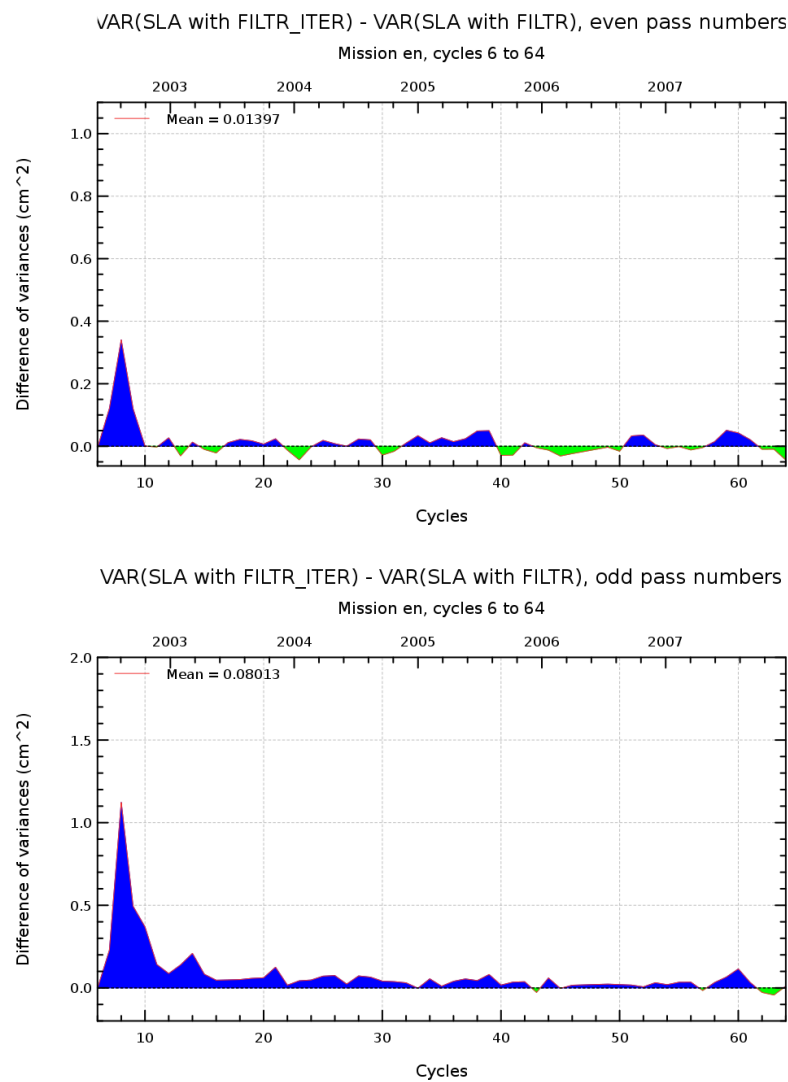 VAR(SLA with FILTR_ITER) - VAR(SLA with FILTR), even pass numbers
Mission en, cycles 6 to 64
2003 2004 2005 2006 2007
Mean = 0.01397
1.0
0.8
0.6
0.4
0.2
0.0
Difference of variances (cm^2)
10 20 30 40 50 60
Cycles
VAR(SLA with FILTR_ITER) - VAR(SLA with FILTR), odd pass numbers
Mission en, cycles 6 to 64
2003 2004 2005 2006 2007
2.0
Mean = 0.08013
1.5
1.0
0.5
0.0
Difference of variances (cm^2)
10 20 30 40 50 60
Cycles